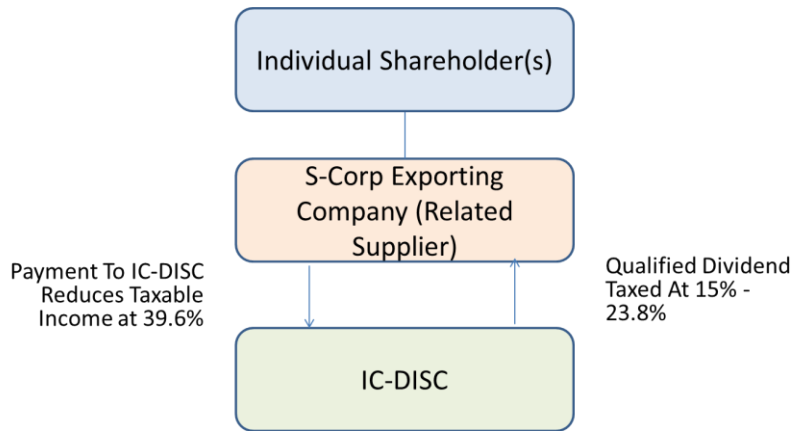 Individual Shareholder(s)
S-Corp Exporting
Company (Related
Supplier)
Payment To IC-DISC
Reduces Taxable
Income at 39.6%
Qualified Dividend
Taxed At 15% -
23.8%
IC-DISC